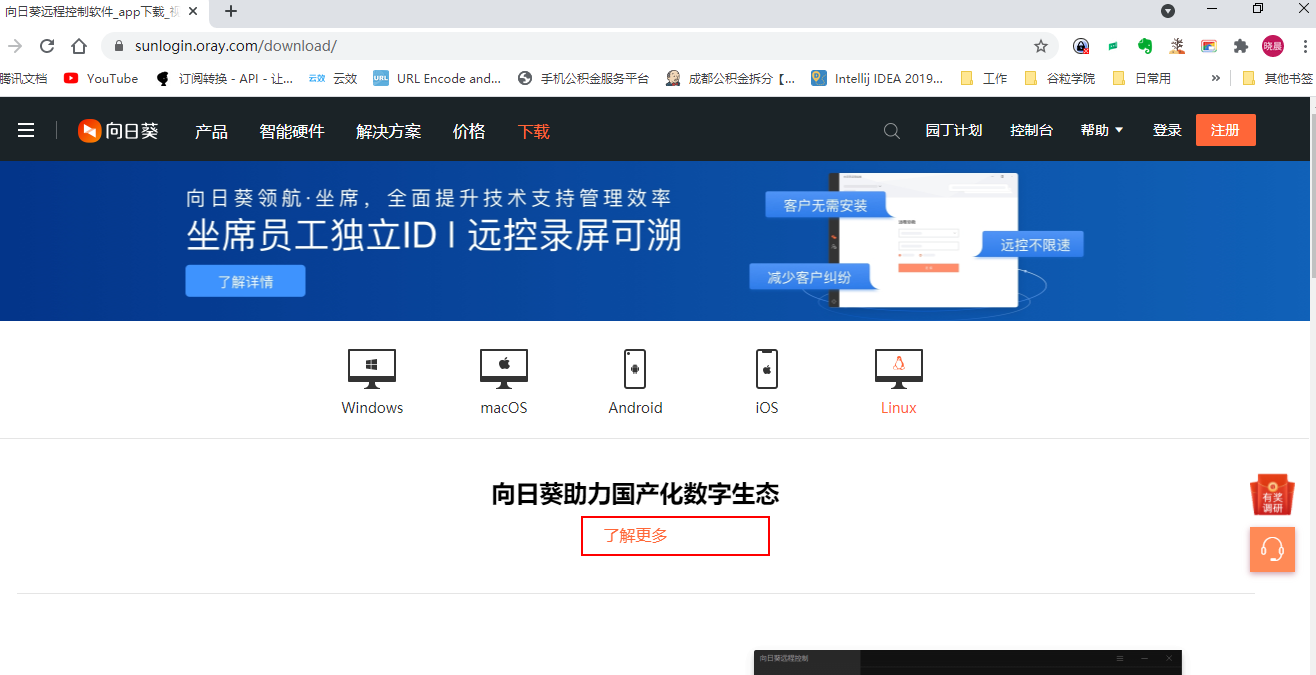 向日葵远程控制软件_app下载_
sunlogin.oray.com/download/
晓晨
腾讯文档 YouTube 订阅转换 - API - 让... 云效 云效 URL URL Encode and... 手机公积金服务平台 成都公积金拆分【... Intellij IDEA 2019... 工作 谷粒学院 日常用 » 其他书签
向日葵 产品 智能硬件 解决方案 价格 下载 园丁计划 控制台 帮助 登录 注册
向日葵领航·坐席，全面提升技术支持管理效率
坐席员工独立ID | 远控录屏可溯
了解详情
客户无需安装
远控不限速
减少客户纠纷
Windows macOS Android iOS Linux
向日葵助力国产化数字生态
了解更多
有奖
调研
向日葵远程控制